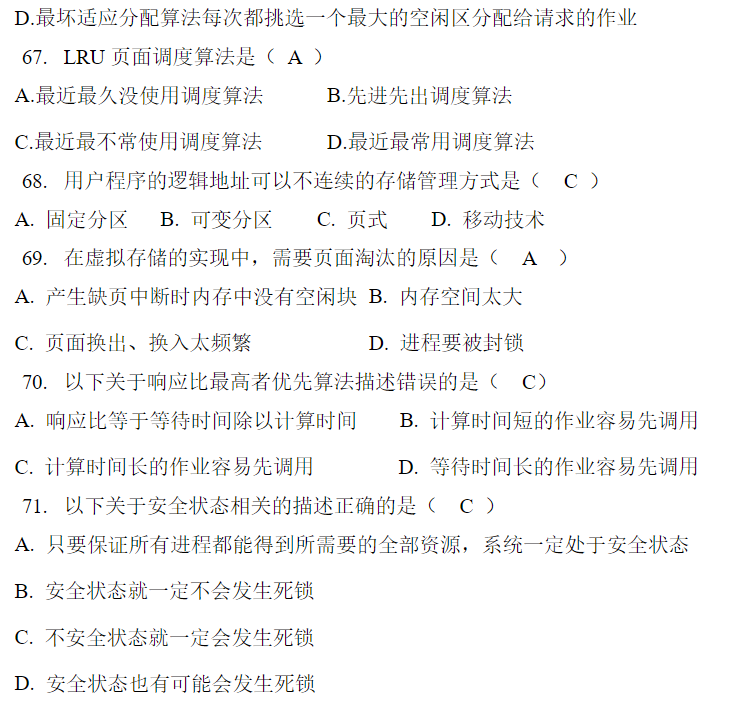 D.最坏适应分配算法每次都挑选一个最大的空闲区分配给请求的作业
67. LRU 页面调度算法是（ A ）
A.最近最久没使用调度算法 B.先进先出调度算法
C.最近最不常使用调度算法 D.最近最常用调度算法
68. 用户程序的逻辑地址可以不连续的存储管理方式是（ C ）
A. 固定分区 B. 可变分区 C. 页式 D. 移动技术
69. 在虚拟存储的实现中，需要页面淘汰的原因是（ A ）
A. 产生缺页中断时内存中没有空闲块 B. 内存空间太大
C. 页面换出、换入太频繁 D. 进程要被封锁
70. 以下关于响应比最高者优先算法描述错误的是（ C）
A. 响应比等于等待时间除以计算时间 B. 计算时间短的作业容易先调用
C. 计算时间长的作业容易先调用 D. 等待时间长的作业容易先调用
71. 以下关于安全状态相关的描述正确的是（ C ）
A. 只要保证所有进程都能得到所需要的全部资源，系统一定处于安全状态
B. 安全状态就一定不会发生死锁
C. 不安全状态就一定会发生死锁
D. 安全状态也有可能会发生死锁